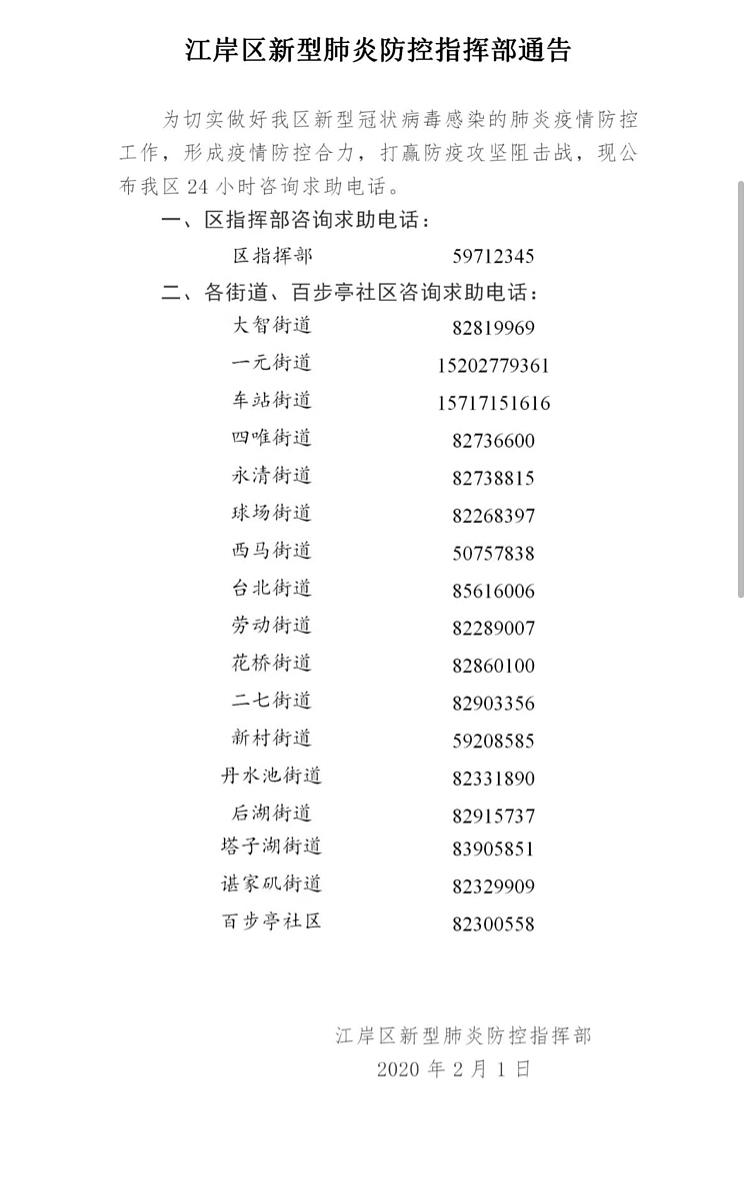 江岸区新型肺炎防控指挥部通告
为切实做好我区新型冠状病毒感染的肺炎疫情防控
工作，形成疫情防控合力，打赢防疫攻坚阻击战，现公
布我区 24 小时咨询求助电话。
一、区指挥部咨询求助电话：
区指挥部 59712345
二、各街道、百步亭社区咨询求助电话：
大智街道 82819969
一元街道 15202779361
车站街道 15717151616
四唯街道 82736600
永清街道 82738815
球场街道 82268397
西马街道 50757838
台北街道 85616006
劳动街道 82289007
花桥街道 82860100
二七街道 82903356
新村街道 59208585
丹水池街道 82331890
后湖街道 82915737
塔子湖街道 83905851
谌家矶街道 82329909
百步亭社区 82300558
江岸区新型肺炎防控指挥部
2020 年 2 月 1 日